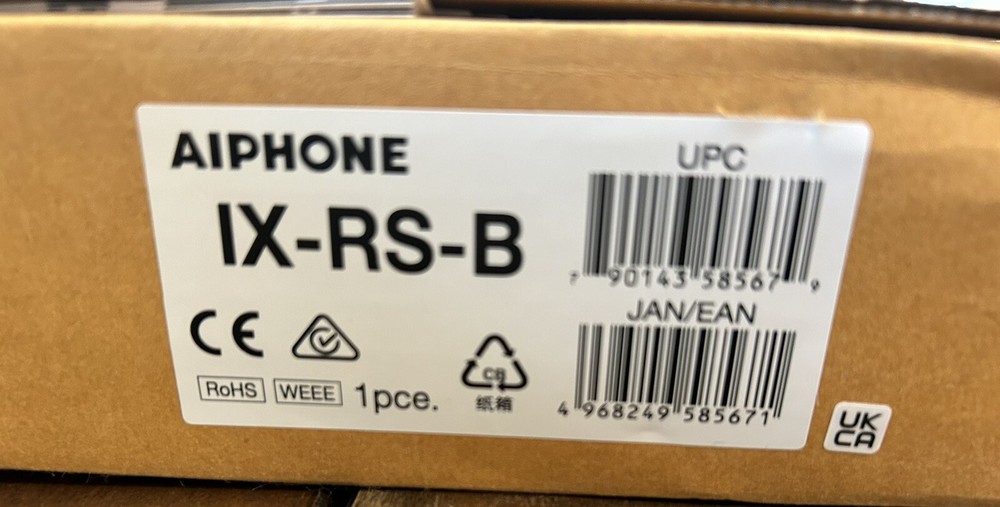 AIPHONE
IX-RS-B
CE
RoHS WEEE 1pce.
CB
纸箱
UPC
7 90143 58567 9
JAN/EAN
4 968249 585671
UK
CA